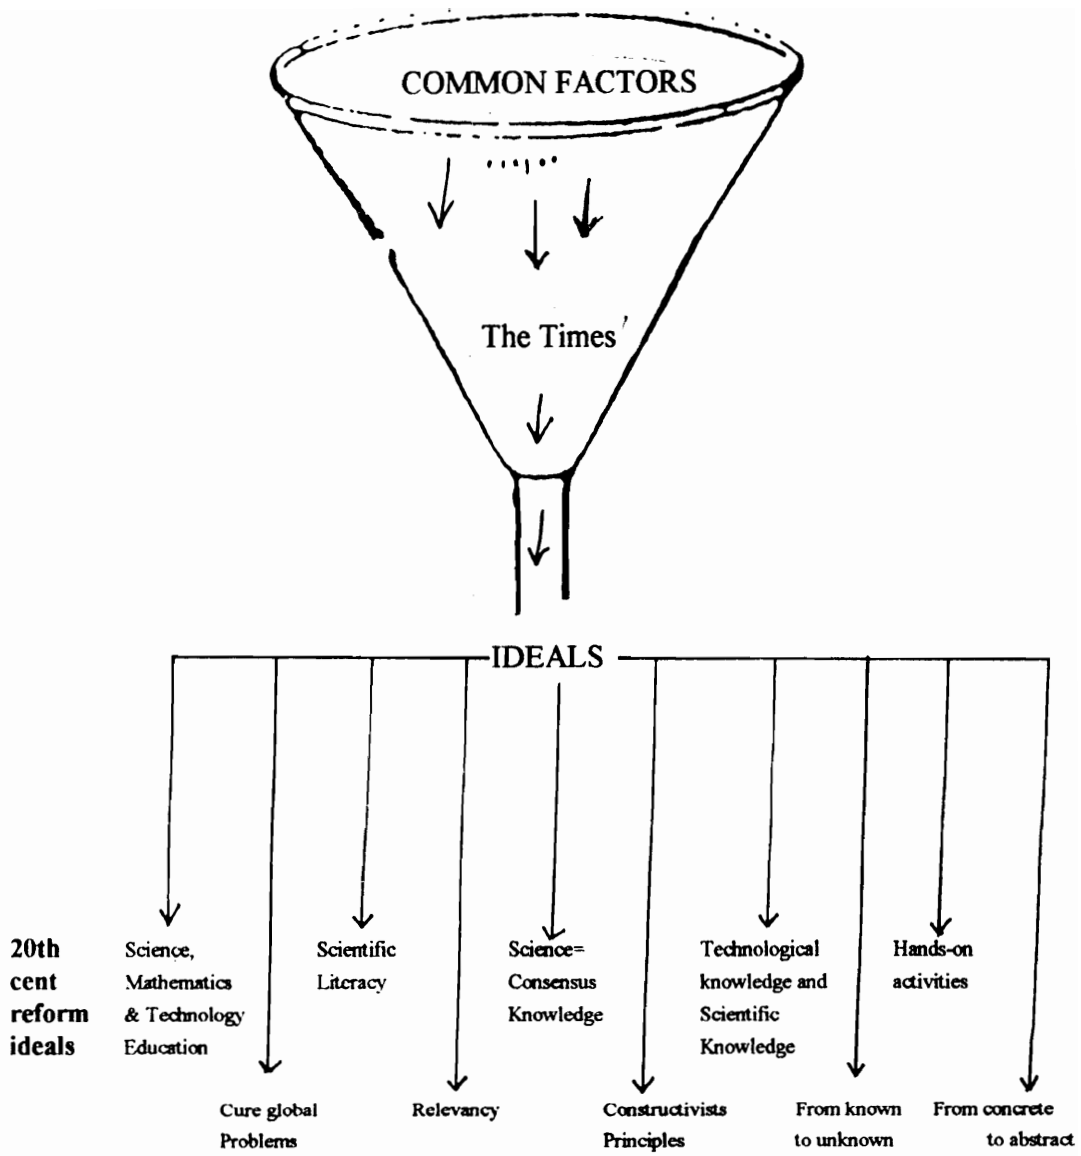 COMMON FACTORS
The Times
IDEALS
20th
cent
reform
ideals
Science,
Mathematics
& Technology
Education
Scientific
Literacy
Science=
Consensus
Knowledge
Technological
knowledge and
Scientific
Knowledge
Hands-on
activities
Cure global
Problems
Relevancy
Constructivists
Principles
From known
to unknown
From concrete
to abstract